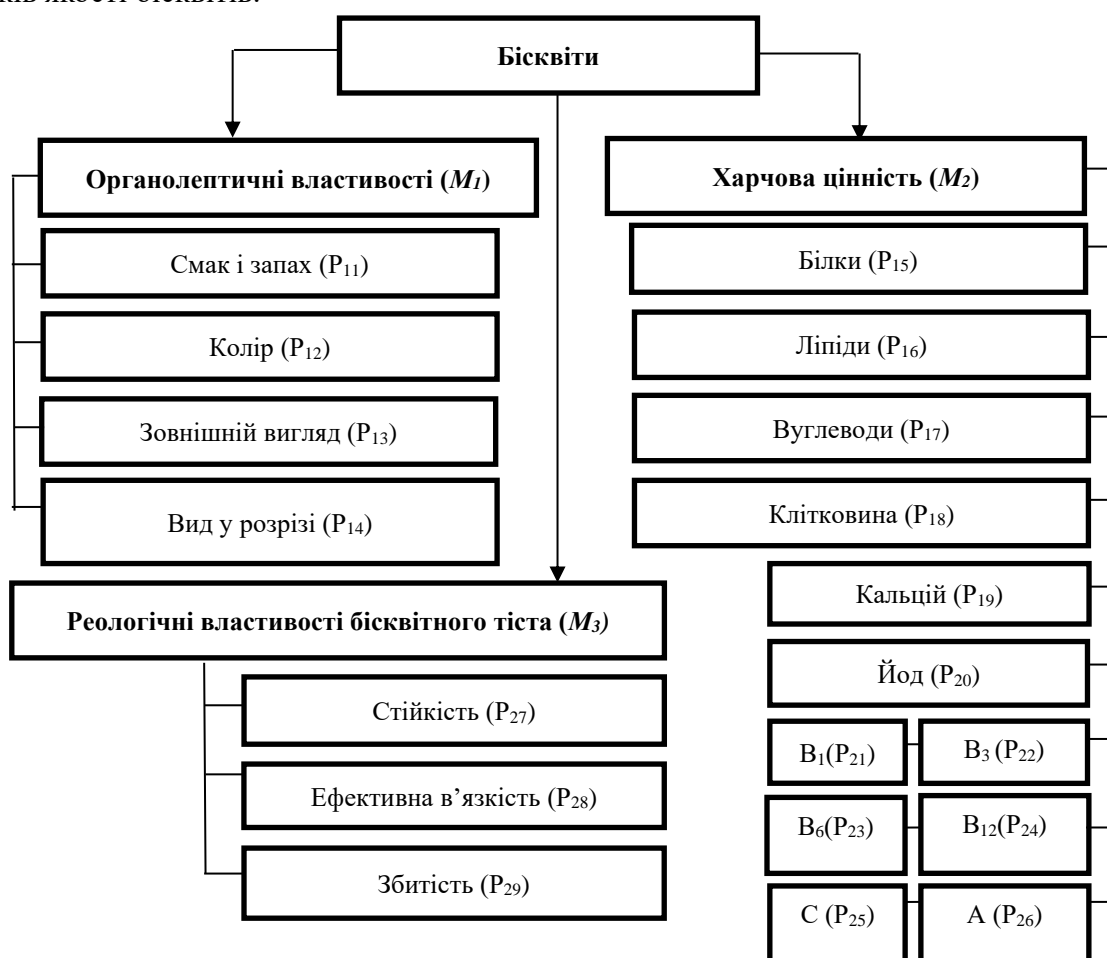 ків якості бісквітів.
Бісквіти
Органолептичні властивості (M1)
Смак і запах (P11)
Колір (P12)
Зовнішній вигляд (P13)
Вид у розрізі (P14)
Харчова цінність (M2)
Білки (P15)
Ліпіди (P16)
Вуглеводи (P17)
Клітковина (P18)
Кальцій (P19)
Йод (P20)
B1(P21)
B3 (P22)
B6(P23)
B12(P24)
C (P25)
A (P26)
Реологічні властивості бісквітного тіста (M3)
Стійкість (P27)
Ефективна в’язкість (P28)
Збитість (P29)